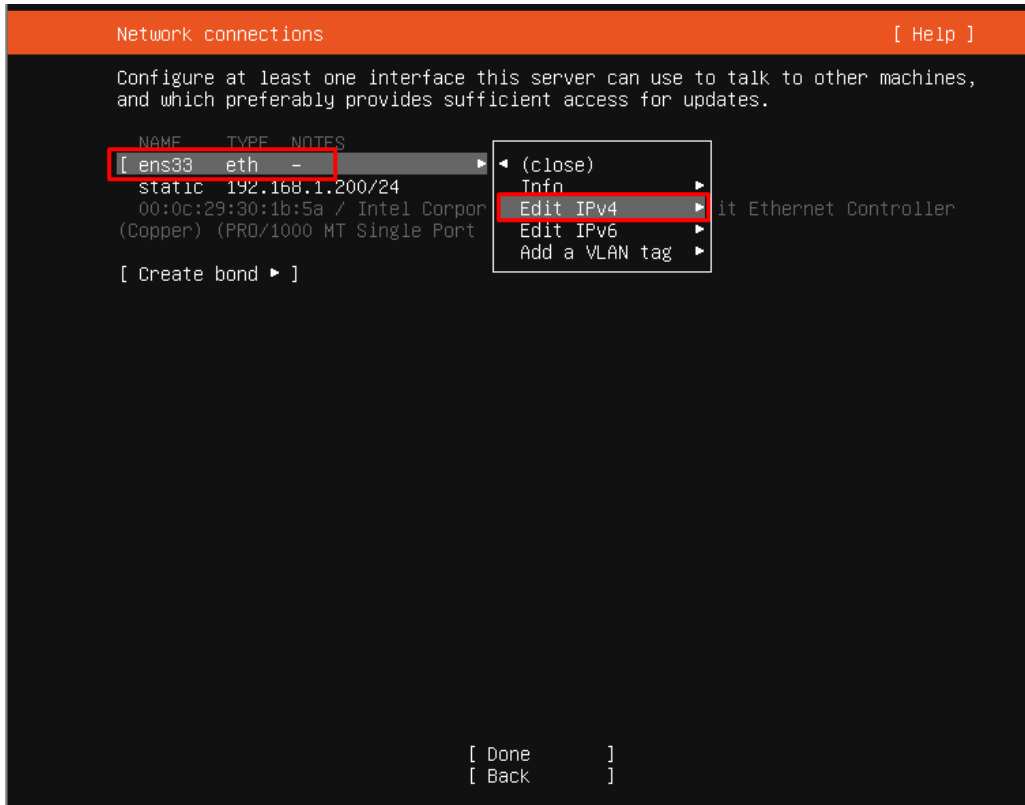 Network connections [ Help ]
Configure at least one interface this server can use to talk to other machines,
and which preferably provides sufficient access for updates.
NAME TYPE NOTES
[ ens33 eth - ▸ ◂ (close)
static 192.168.1.200/24 Info ▸
00:0c:29:30:1b:5a / Intel Corpor Edit IPv4 ▸ it Ethernet Controller
(Copper) (PRO/1000 MT Single Port Edit IPv6 ▸
Add a VLAN tag ▸
[ Create bond ▸ ]
[ Done ]
[ Back ]